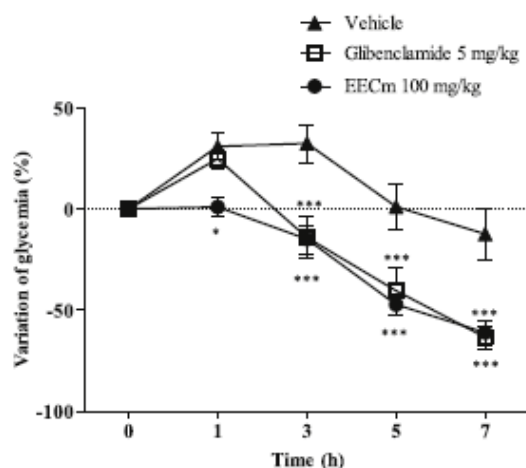 Vehicle
Glibenclamide 5 mg/kg
EECm 100 mg/kg
Variation of glycemia (%)
50
0
-50
-100
***
*
***
***
***
***
***
0 1 3 5 7
Time (h)